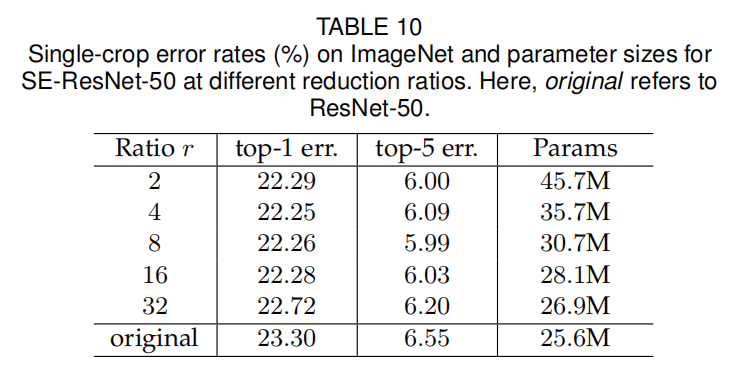 TABLE 10
Single-crop error rates (%) on ImageNet and parameter sizes for
SE-ResNet-50 at different reduction ratios. Here, original refers to
ResNet-50.
Ratio r top-1 err. top-5 err. Params
2 22.29 6.00 45.7M
4 22.25 6.09 35.7M
8 22.26 5.99 30.7M
16 22.28 6.03 28.1M
32 22.72 6.20 26.9M
original 23.30 6.55 25.6M